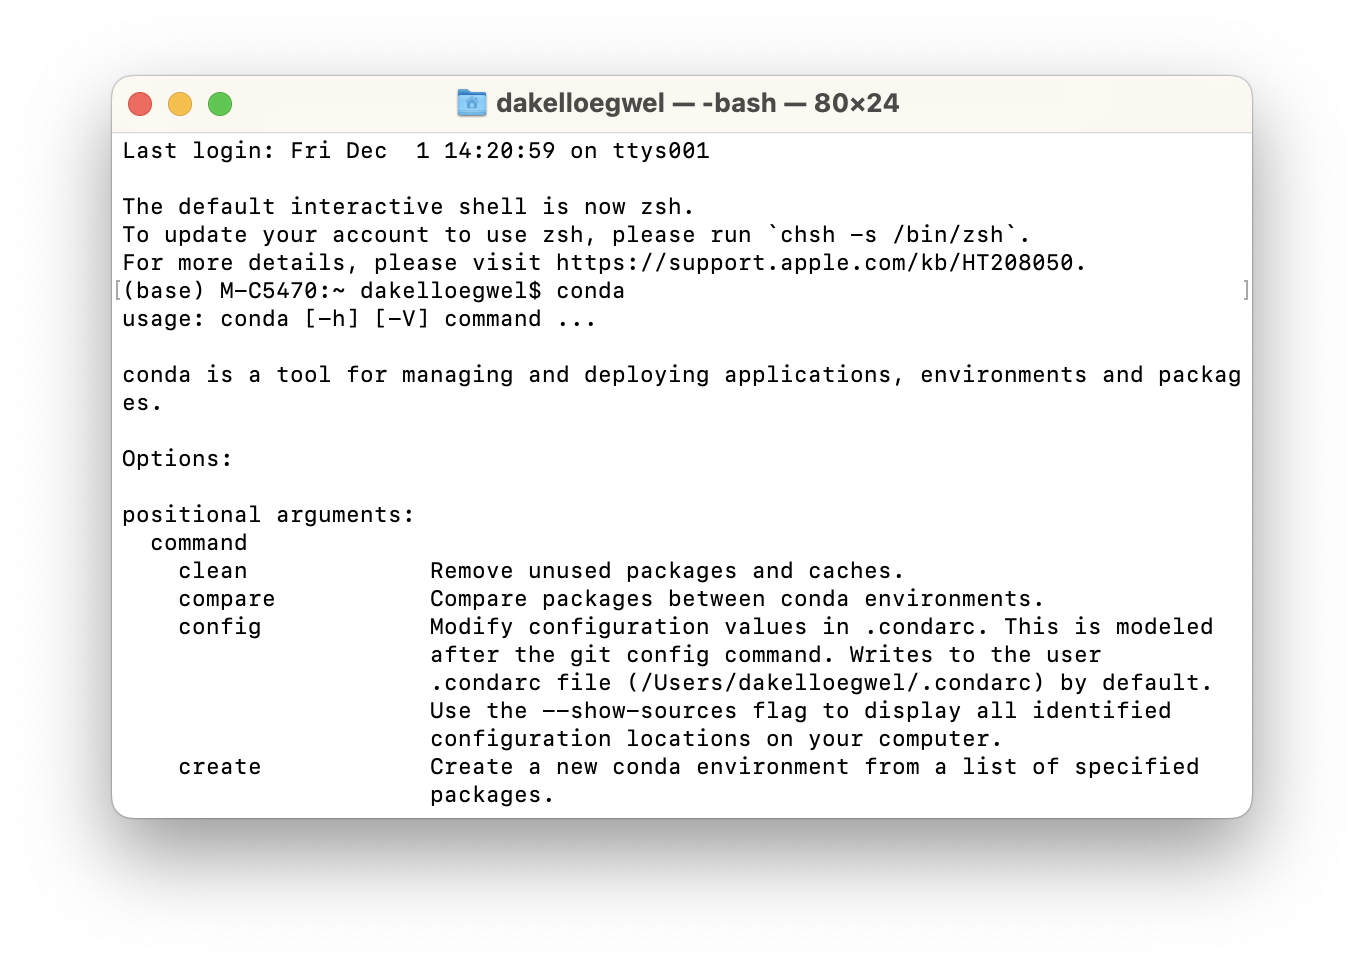 dakelloegwel — -bash — 80×24
Last login: Fri Dec  1 14:20:59 on ttys001
The default interactive shell is now zsh.
To update your account to use zsh, please run `chsh -s /bin/zsh`.
For more details, please visit https://support.apple.com/kb/HT208050.
[(base) M-C5470:~ dakelloegwel$ conda ]
usage: conda [-h] [-V] command ...
conda is a tool for managing and deploying applications, environments and packag
es.
Options:
positional arguments:
  command
    clean             Remove unused packages and caches.
    compare           Compare packages between conda environments.
    config            Modify configuration values in .condarc. This is modeled
                      after the git config command. Writes to the user
                      .condarc file (/Users/dakelloegwel/.condarc) by default.
                      Use the --show-sources flag to display all identified
                      configuration locations on your computer.
    create            Create a new conda environment from a list of specified
                      packages.